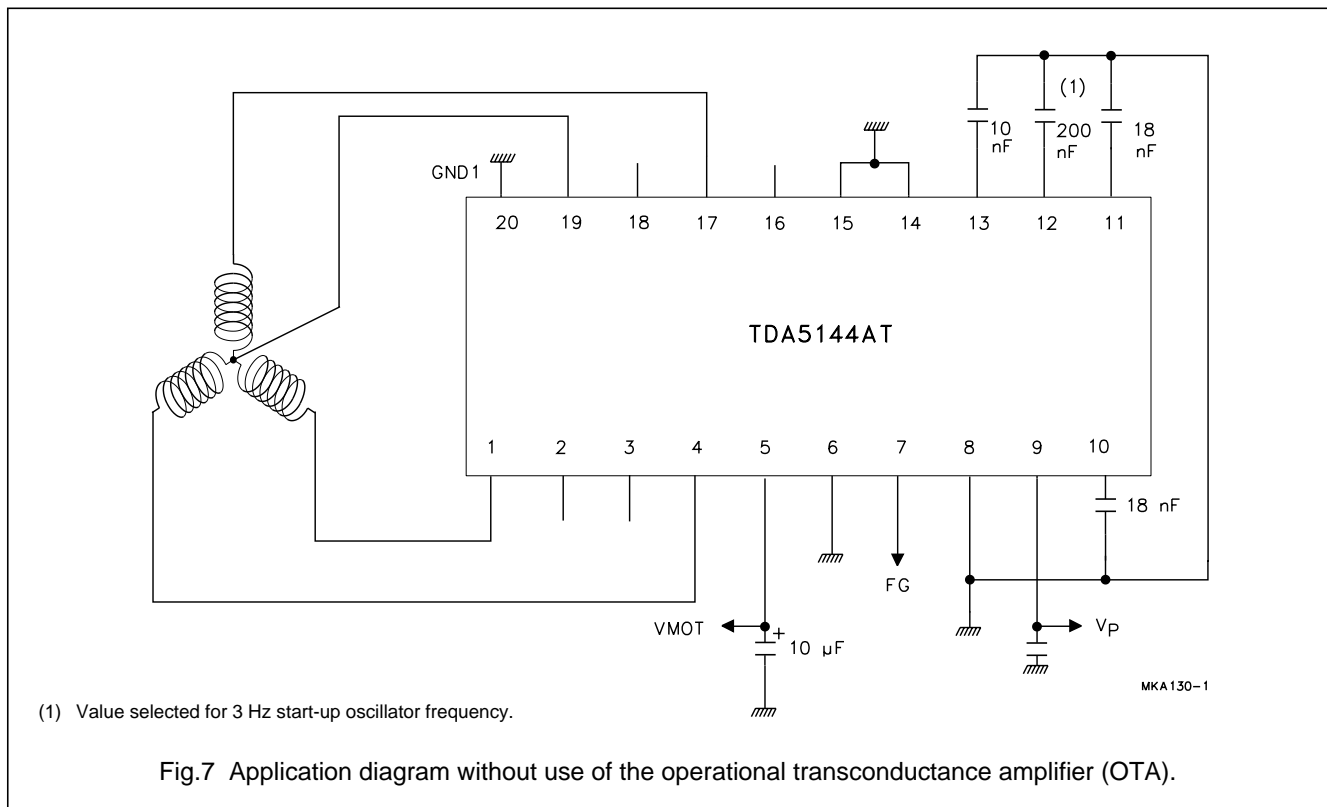 (1)
10 nF
200 nF
18 nF
GND1
20 19 18 17 16 15 14 13 12 11
TDA5144AT
1 2 3 4 5 6 7 8 9 10
18 nF
FG
VMOT
+
10 µF
VP
MKA130-1
(1) Value selected for 3 Hz start-up oscillator frequency.
Fig.7 Application diagram without use of the operational transconductance amplifier (OTA).